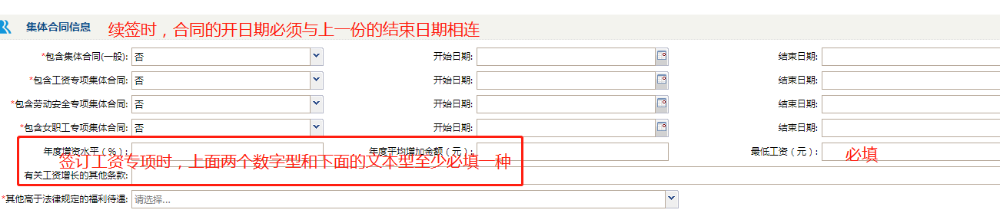 集体合同信息 续签时，合同的开日期必须与上一份的结束日期相连
*包含集体合同(一般): 否 开始日期: 结束日期:
*包含工资专项集体合同: 否 开始日期: 结束日期:
*包含劳动安全专项集体合同: 否 开始日期: 结束日期:
*包含女职工专项集体合同: 否 开始日期: 结束日期:
年度增资水平（%）: 年度平均增加金额（元）: 最低工资（元）: 必填
签订工资专项时，上面两个数字型和下面的文本型至少必填一种
有关工资增长的其他条款:
*其他高于法律规定的福利待遇: 请选择...